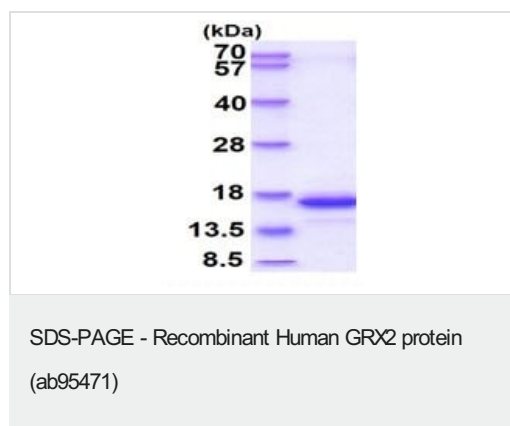 (kDa)
70
57
40
28
18
13.5
8.5
SDS-PAGE - Recombinant Human GRX2 protein
(ab95471)